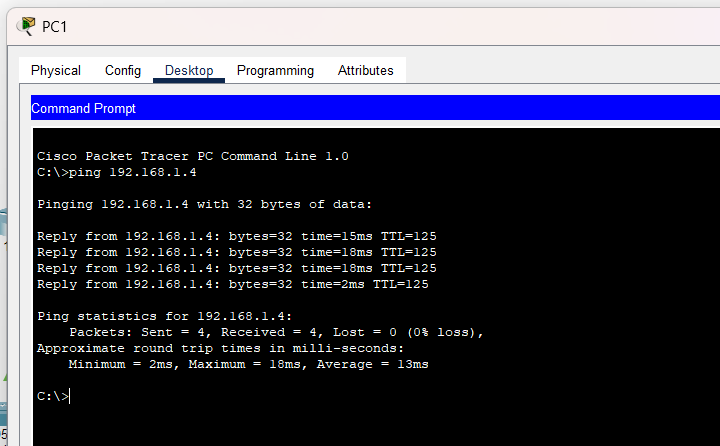 PC1
Physical Config Desktop Programming Attributes
Command Prompt
Cisco Packet Tracer PC Command Line 1.0
C:\>ping 192.168.1.4
Pinging 192.168.1.4 with 32 bytes of data:
Reply from 192.168.1.4: bytes=32 time=15ms TTL=125
Reply from 192.168.1.4: bytes=32 time=18ms TTL=125
Reply from 192.168.1.4: bytes=32 time=18ms TTL=125
Reply from 192.168.1.4: bytes=32 time=2ms TTL=125
Ping statistics for 192.168.1.4:
Packets: Sent = 4, Received = 4, Lost = 0 (0% loss),
Approximate round trip times in milli-seconds:
Minimum = 2ms, Maximum = 18ms, Average = 13ms
C:\>